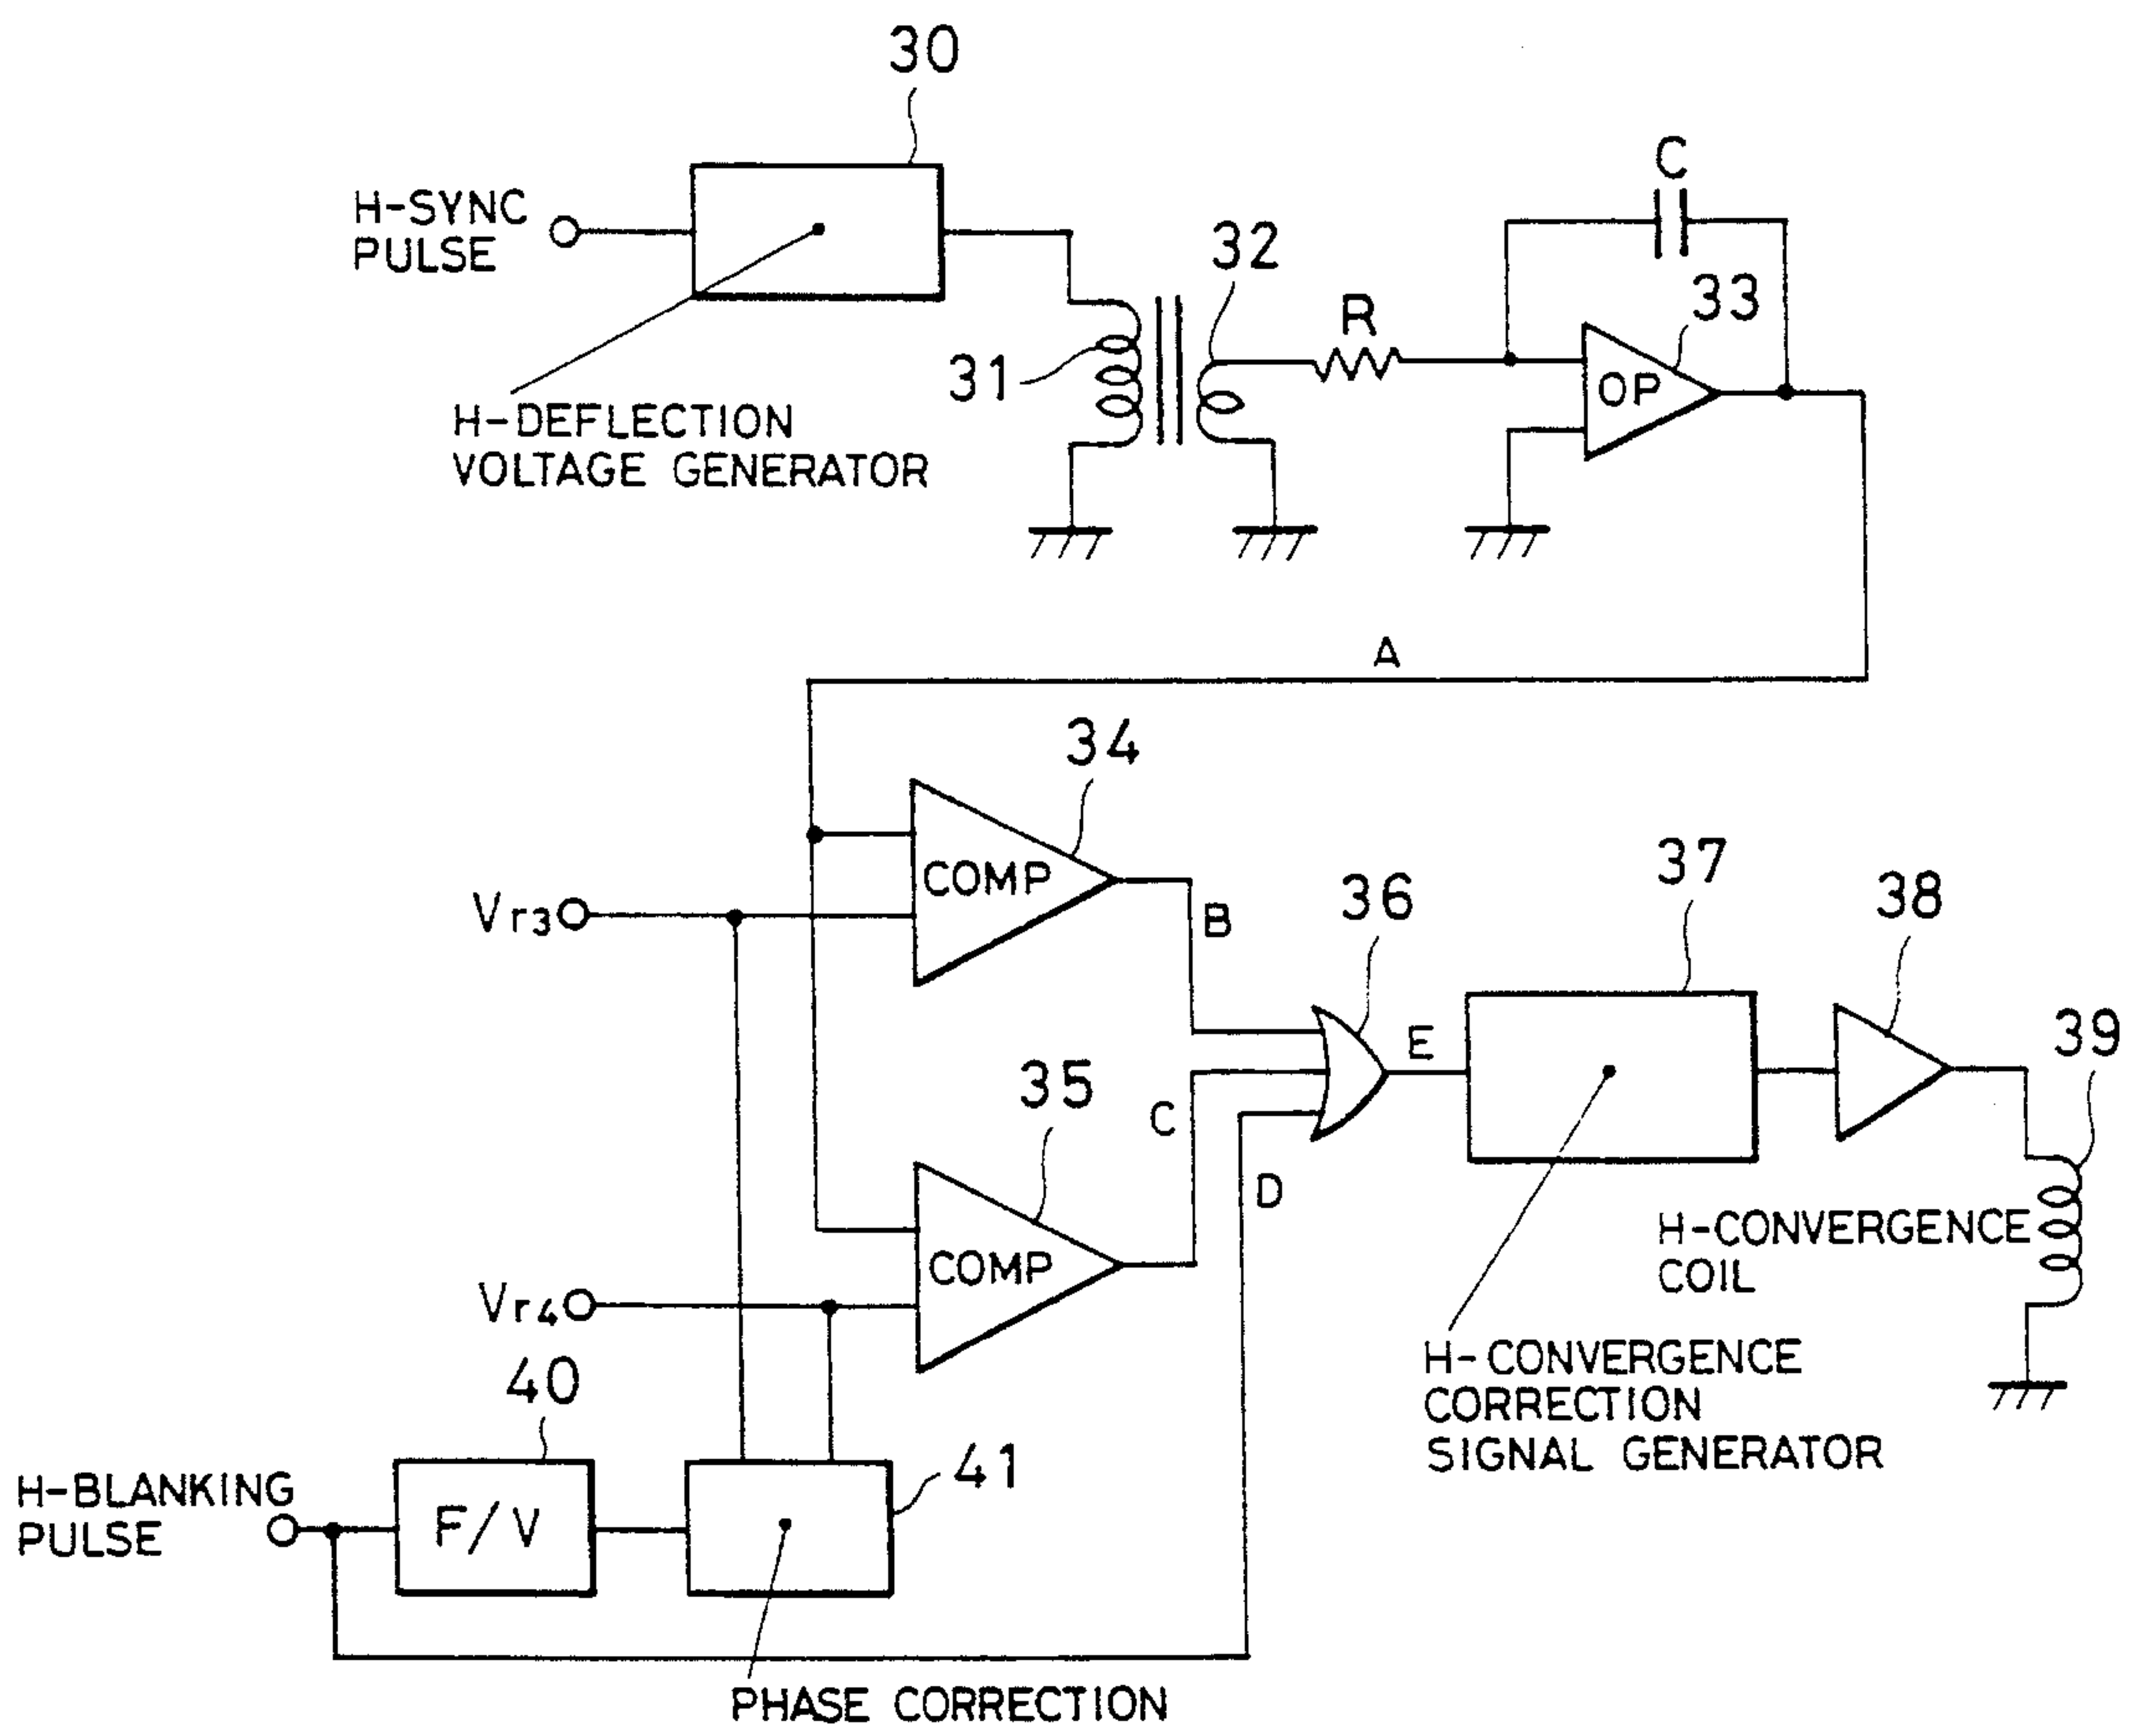 30
C
H-SYNC
PULSE
32
33
R
31
OP
H-DEFLECTION
VOLTAGE GENERATOR
A
34
COMP
37
36
38
Vr3
B
E
39
35
C
D
COMP
H-CONVERGENCE
COIL
Vr4
H-CONVERGENCE
CORRECTION
SIGNAL GENERATOR
40
41
H-BLANKING
PULSE
F/V
PHASE CORRECTION